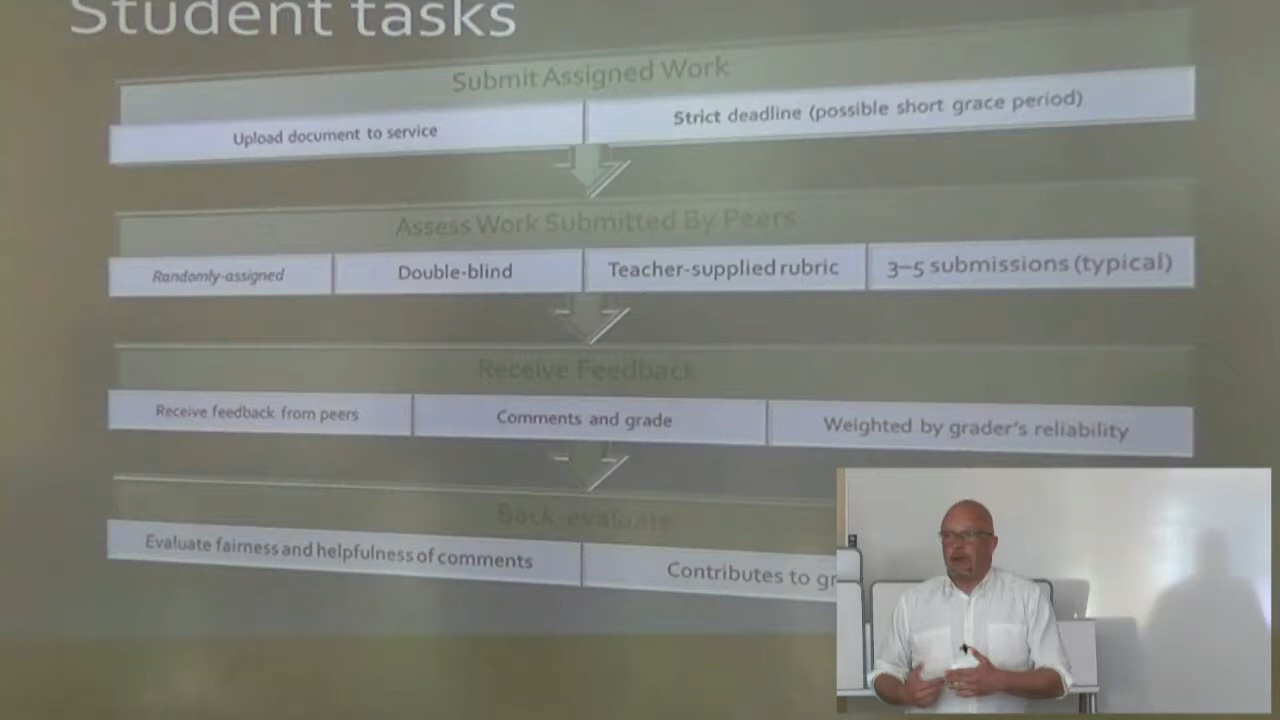 Student tasks
Submit Assigned Work
Upload document to service
Strict deadline (possible short grace period)
Assess Work Submitted By Peers
Randomly-assigned
Double-blind
Teacher-supplied rubric
3–5 submissions (typical)
Receive Feedback
Receive feedback from peers
Comments and grade
Weighted by grader's reliability
Back-evaluate
Evaluate fairness and helpfulness of comments
Contributes to gr